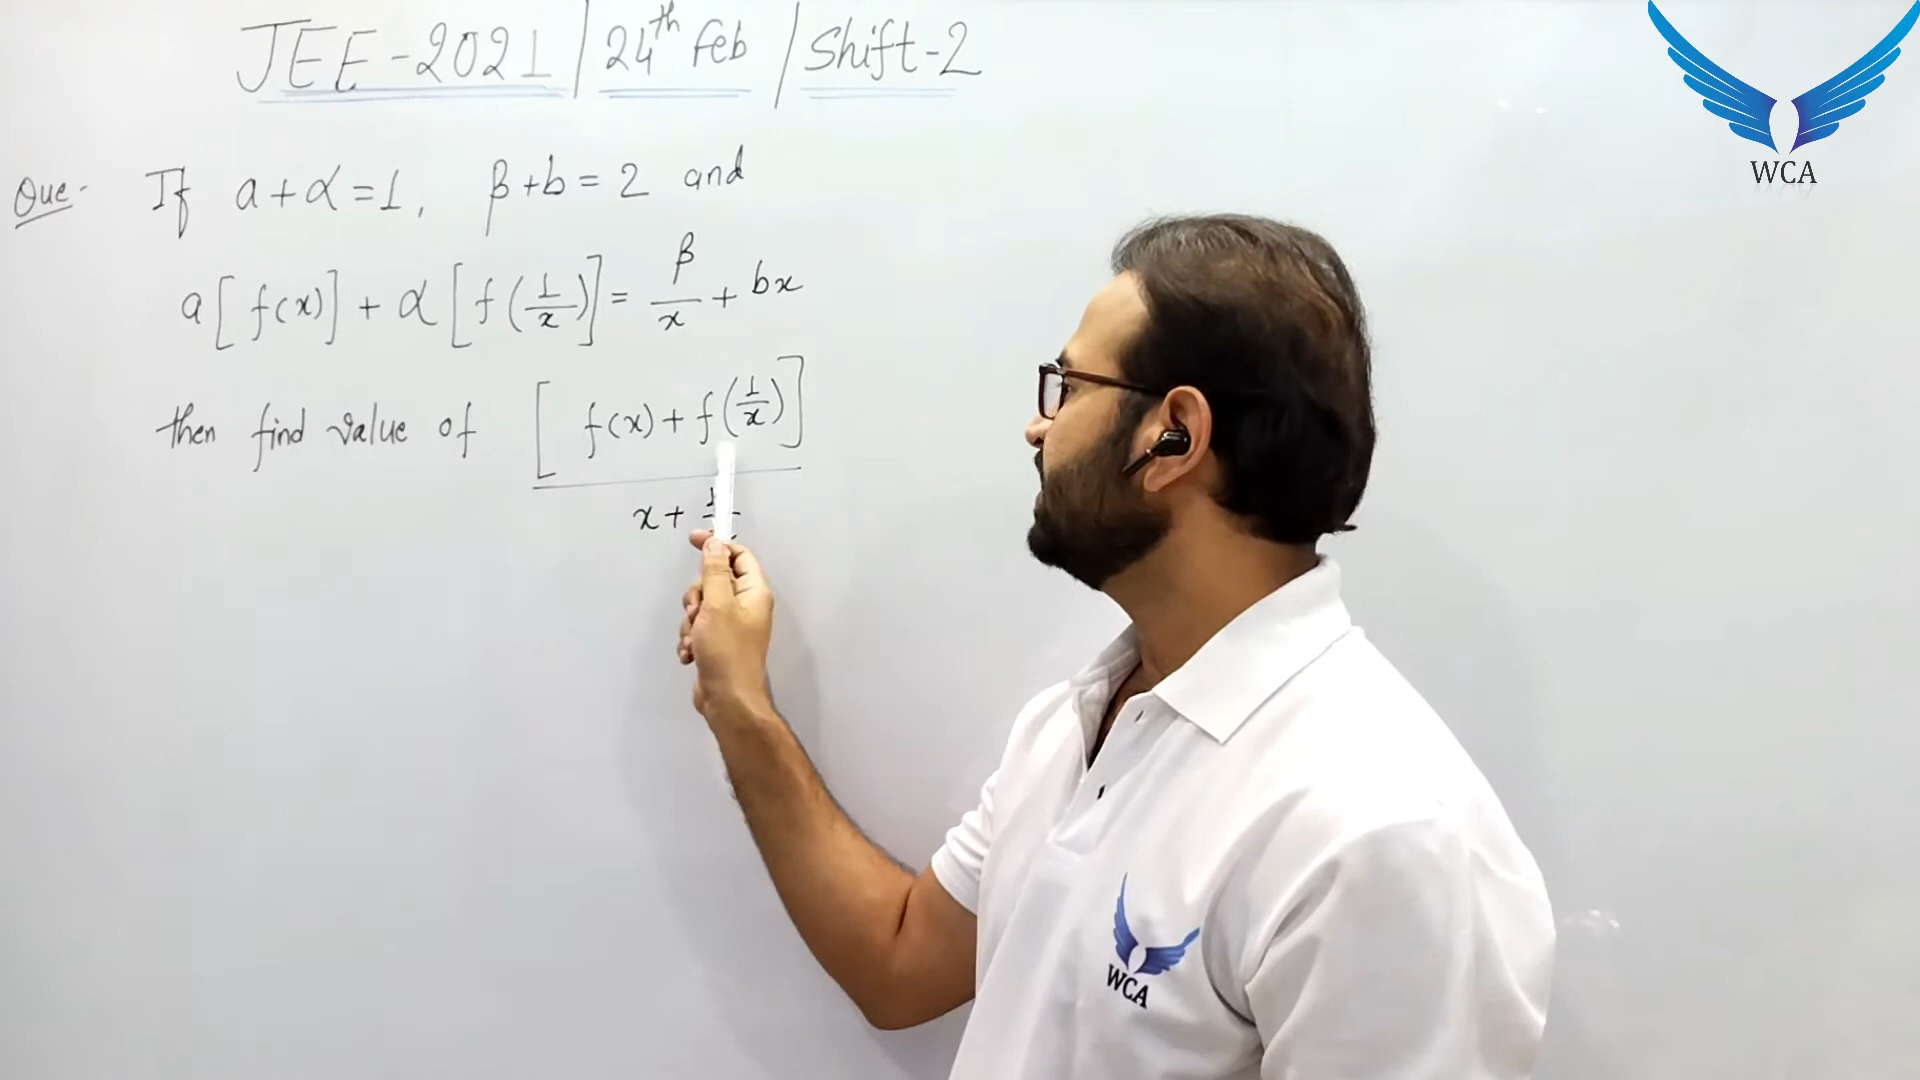 JEE-2021 / 24th Feb / Shift-2
Que- If a+α=1, β+b=2 and
a[f(x)] + α[f(1/x)] = β/x + bx
then find value of [f(x)+f(1/x)]
x+
WCA
WCA